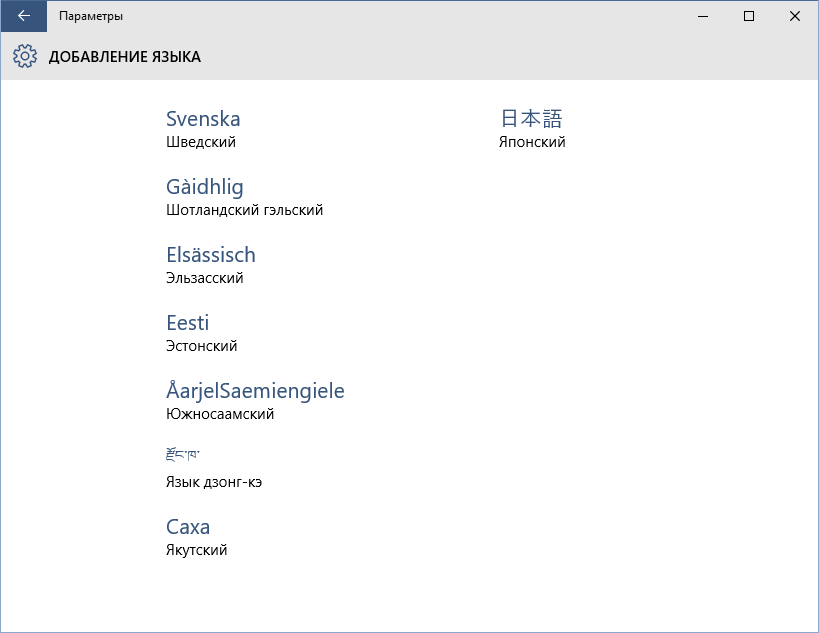 Параметры
ДОБАВЛЕНИЕ ЯЗЫКА
Svenska
Шведский
Gàidhlig
Шотландский гэльский
Elsässisch
Эльзасский
Eesti
Эстонский
ÅarjelSaemiengiele
Южносаамский
རྫོང་ཁ་
Язык дзонг-кэ
Саха
Якутский
日本語
Японский